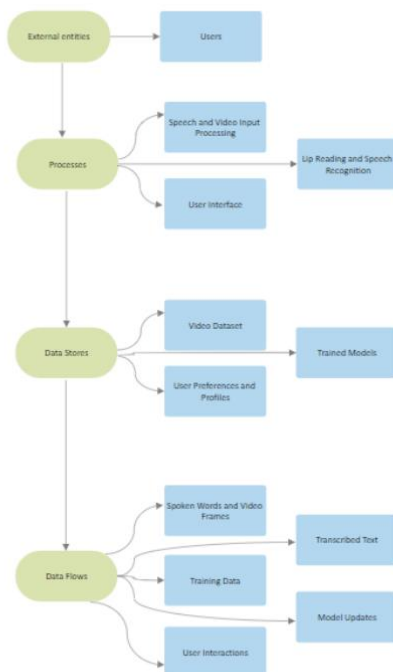 External entities
Users
Speech and Video Input
Processing
Processes
Lip Reading and Speech
Recognition
User Interface
Video Dataset
Data Stores
Trained Models
User Preferences and
Profiles
Spoken Words and Video
Frames
Transcribed Text
Data Flows
Training Data
Model Updates
User Interactions